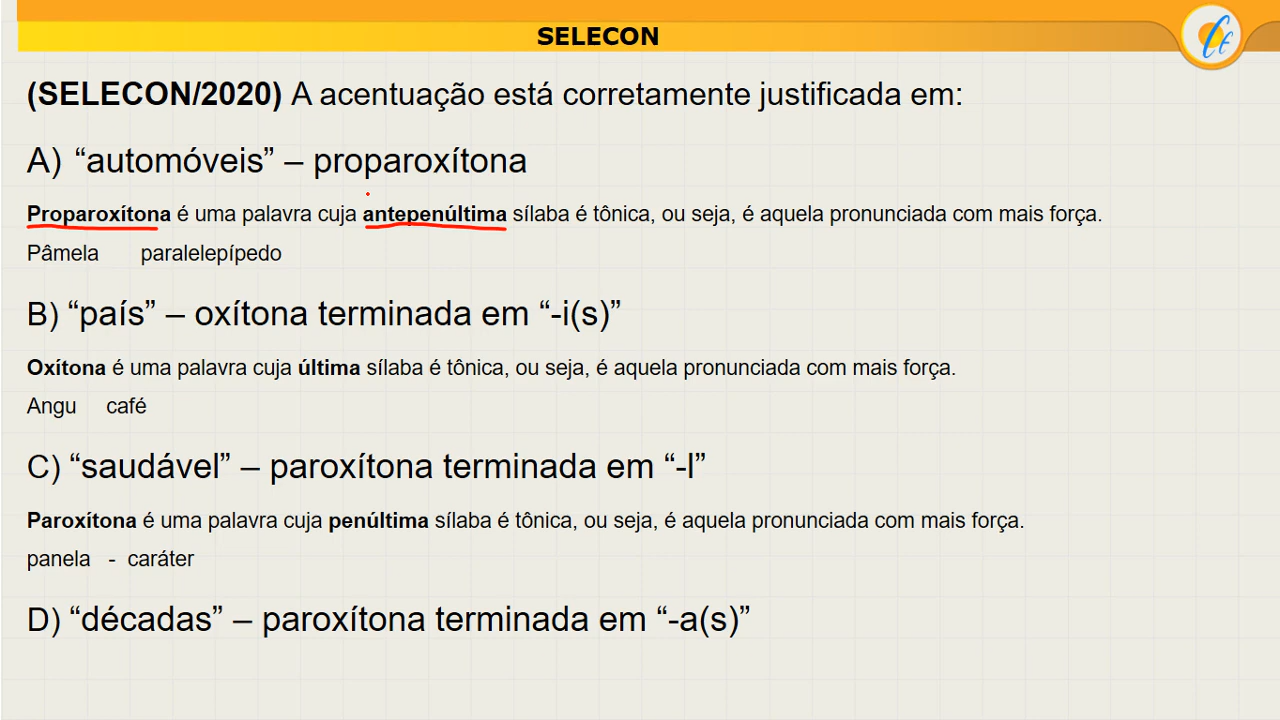 SELECON
(SELECON/2020) A acentuação está corretamente justificada em:
A) “automóveis” – proparoxítona
Proparoxítona é uma palavra cuja antepenúltima sílaba é tônica, ou seja, é aquela pronunciada com mais força.
Pâmela paralelepípedo
B) “país” – oxítona terminada em “-i(s)”
Oxítona é uma palavra cuja última sílaba é tônica, ou seja, é aquela pronunciada com mais força.
Angu café
C) “saudável” – paroxítona terminada em “-l”
Paroxítona é uma palavra cuja penúltima sílaba é tônica, ou seja, é aquela pronunciada com mais força.
panela - caráter
D) “décadas” – paroxítona terminada em “-a(s)”